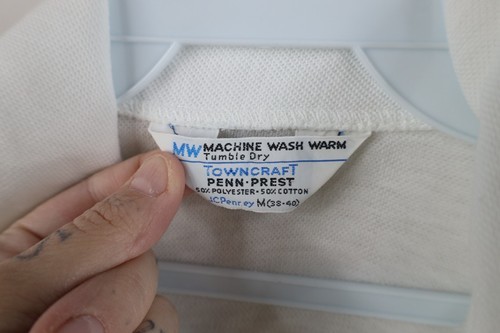 MW MACHINE WASH WARM
Tumble Dry
TOWNCRAFT
PENN·PREST
50% POLYESTER·50% COTTON
JCPenney M(38-40)